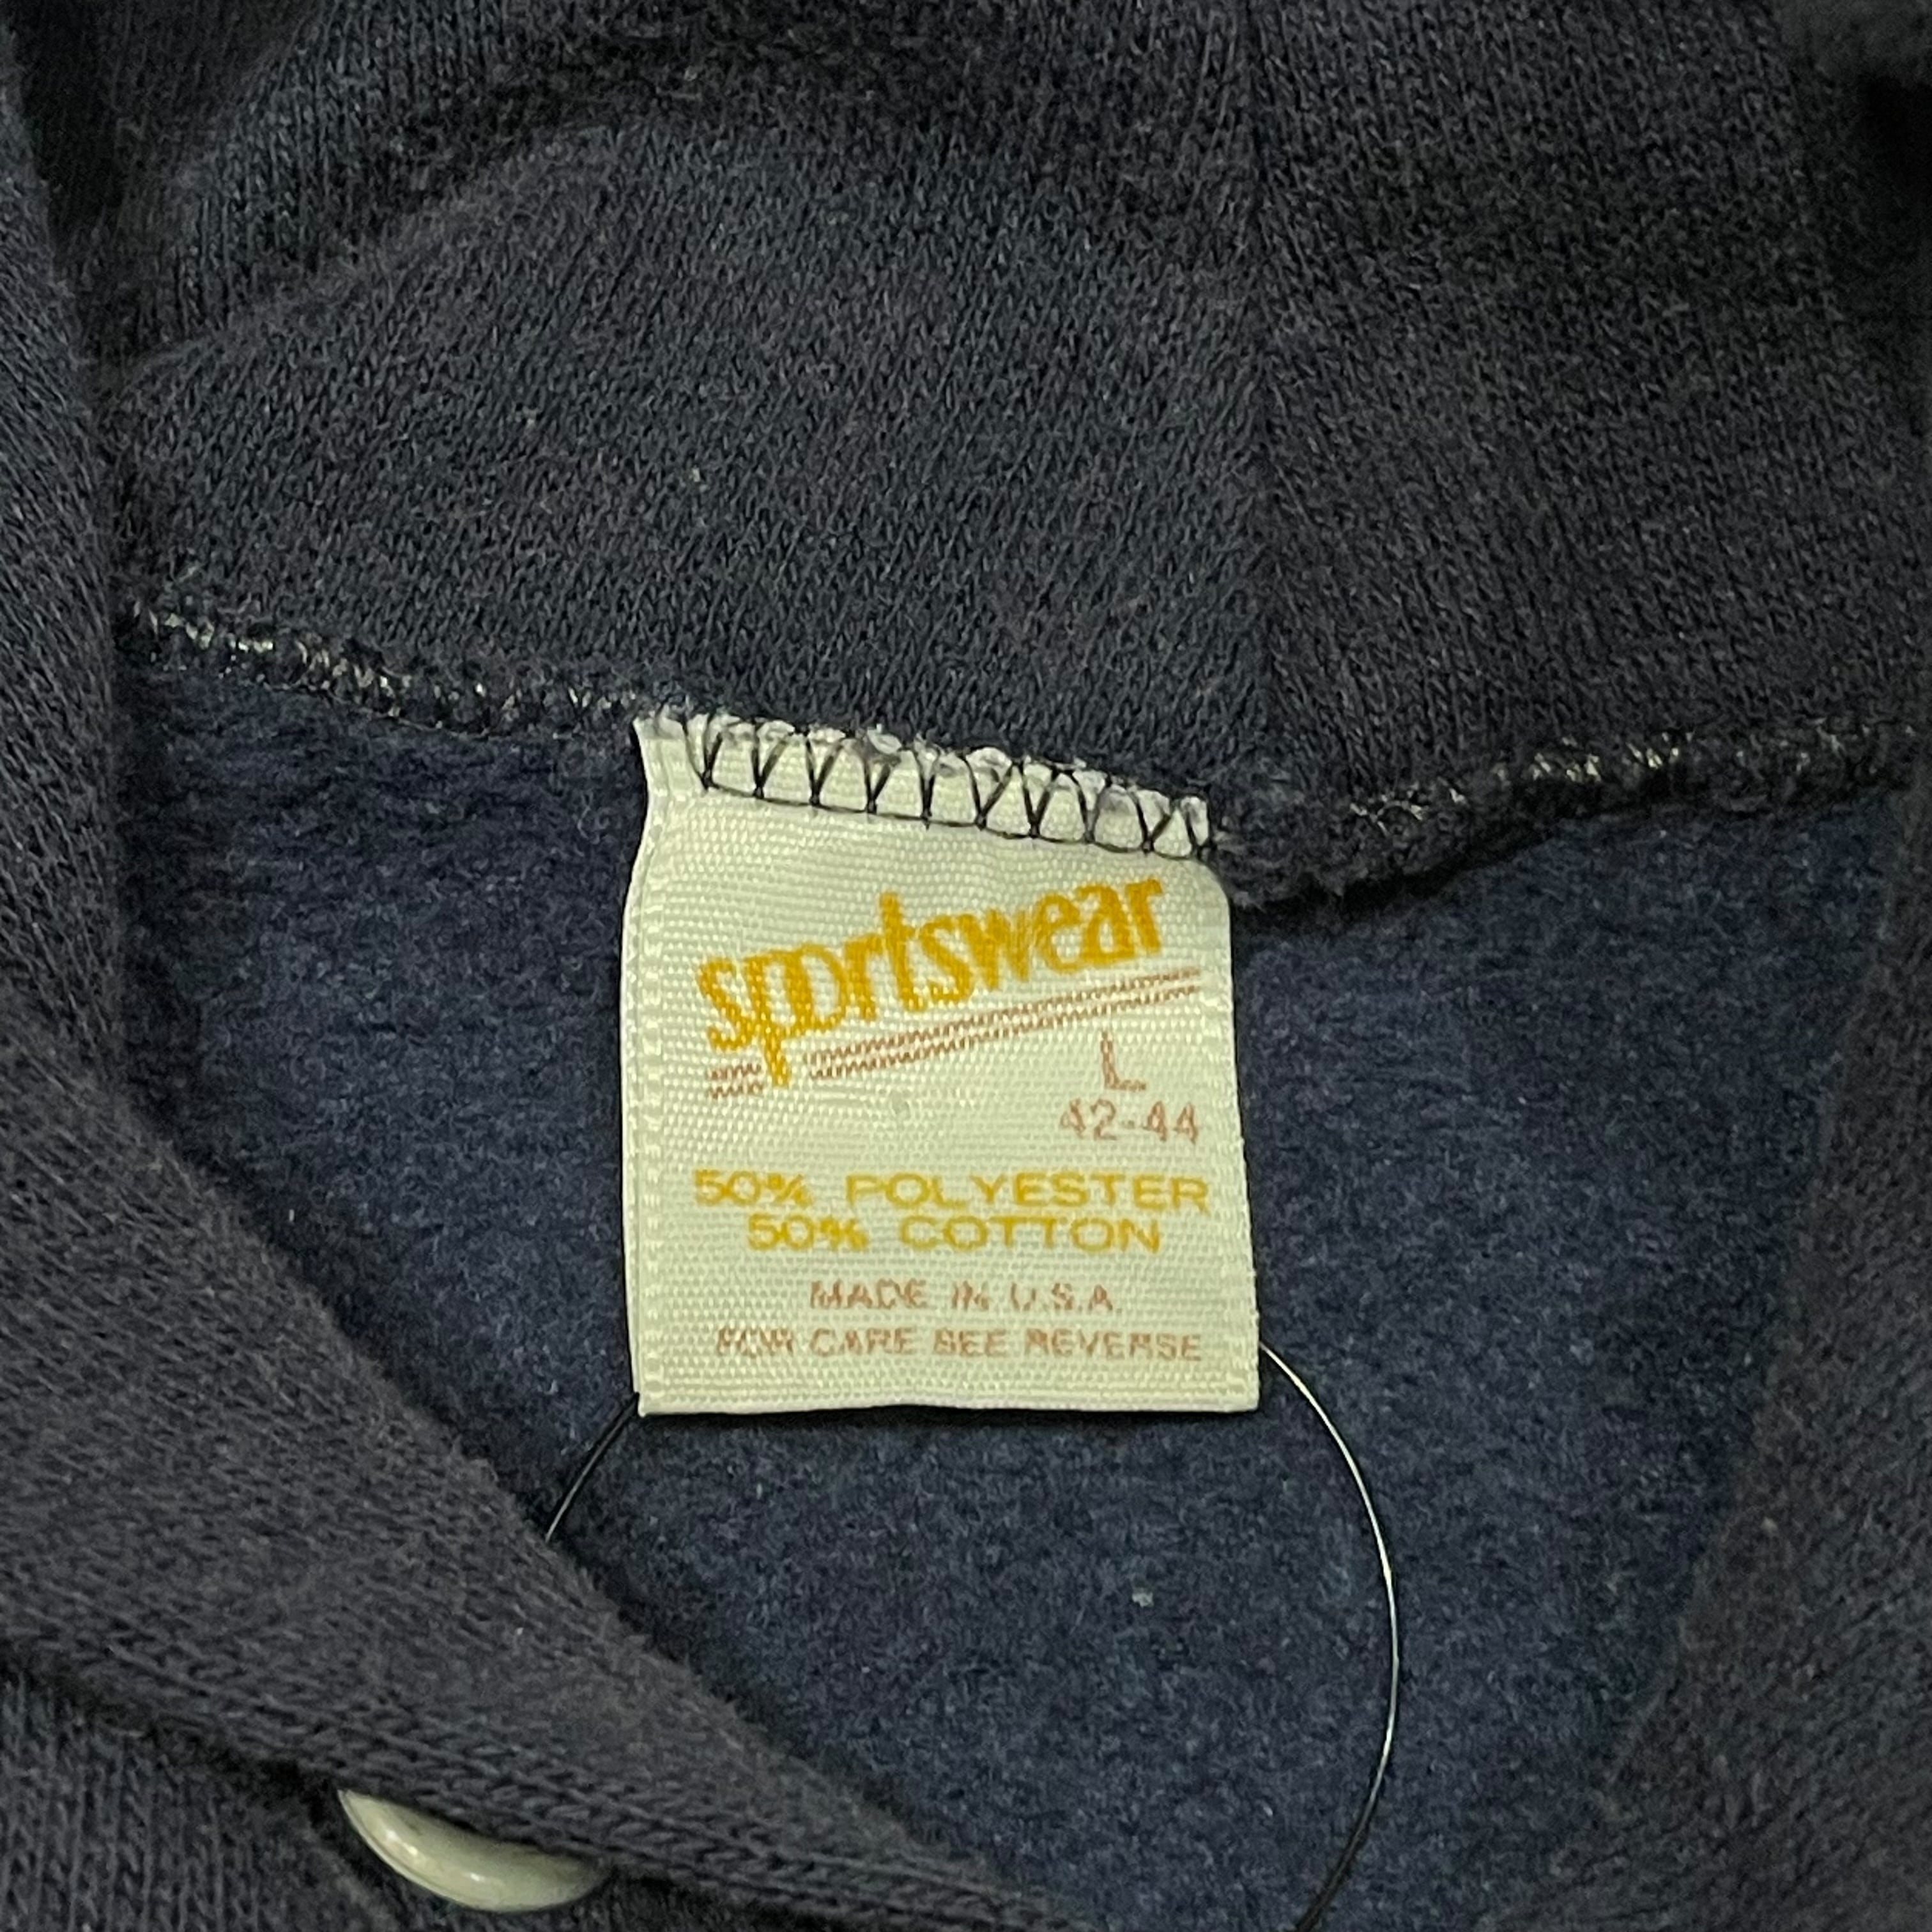 sportswear
L
42-44
50% POLYESTER
50% COTTON
MADE IN U.S.A.
FOR CARE SEE REVERSE